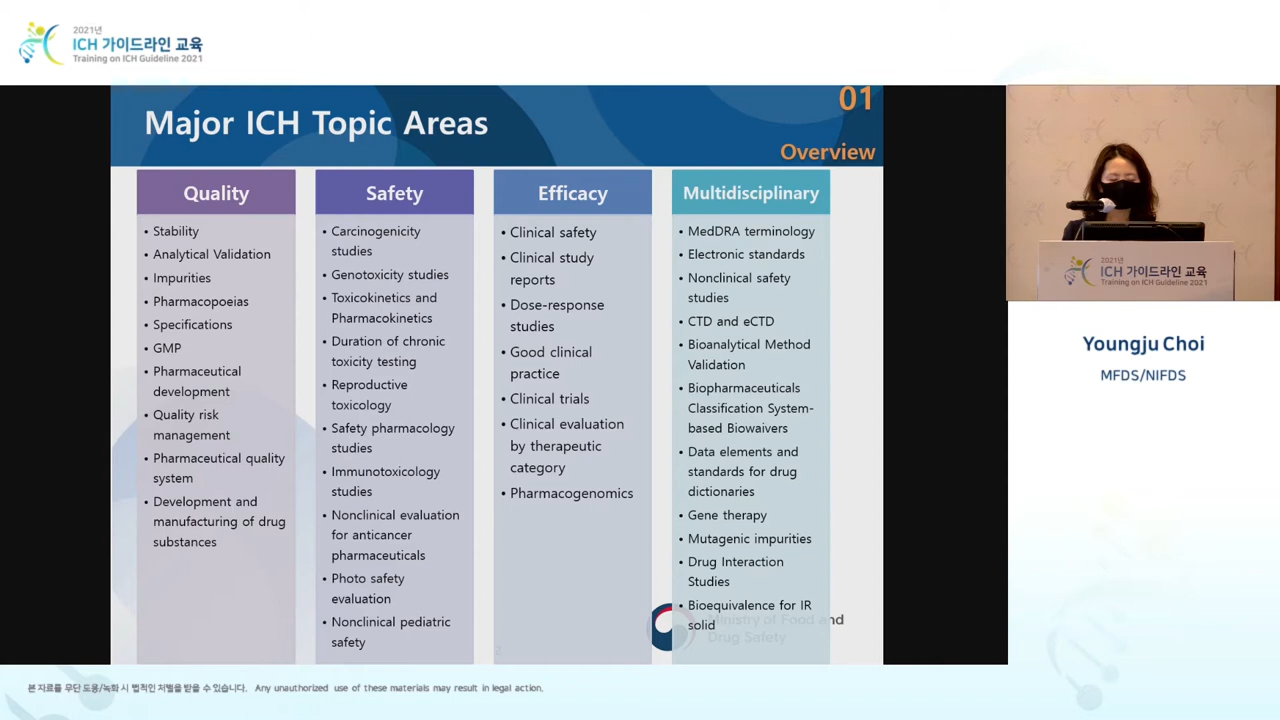 2021년
ICH 가이드라인 교육
Training on ICH Guideline 2021
Major ICH Topic Areas
01
Overview
Quality
• Stability
• Analytical Validation
• Impurities
• Pharmacopoeias
• Specifications
• GMP
• Pharmaceutical
development
• Quality risk
management
• Pharmaceutical quality
system
• Development and
manufacturing of drug
substances
Safety
• Carcinogenicity
studies
• Genotoxicity studies
• Toxicokinetics and
Pharmacokinetics
• Duration of chronic
toxicity testing
• Reproductive
toxicology
• Safety pharmacology
studies
• Immunotoxicology
studies
• Nonclinical evaluation
for anticancer
pharmaceuticals
• Photo safety
evaluation
• Nonclinical pediatric
safety
Efficacy
• Clinical safety
• Clinical study
reports
• Dose-response
studies
• Good clinical
practice
• Clinical trials
• Clinical evaluation
by therapeutic
category
• Pharmacogenomics
Multidisciplinary
• MedDRA terminology
• Electronic standards
• Nonclinical safety
studies
• CTD and eCTD
• Bioanalytical Method
Validation
• Biopharmaceuticals
Classification System-
based Biowaivers
• Data elements and
standards for drug
dictionaries
• Gene therapy
• Mutagenic impurities
• Drug Interaction
Studies
• Bioequivalence for IR
solid
Ministry of Food and
Drug Safety
2
2021년
ICH 가이드라인 교육
Training on ICH Guideline 2021
Youngju Choi
MFDS/NIFDS
본 자료를 무단 도용/녹화 시 법적인 처벌을 받을 수 있습니다. Any unauthorized use of these materials may result in legal action.